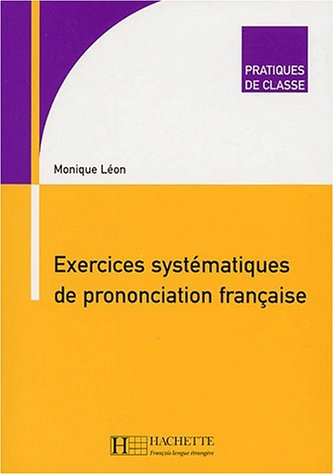 PRATIQUES
DE CLASSE
Monique Léon
Exercices systématiques
de prononciation française
H HACHETTE
Français langue étrangère